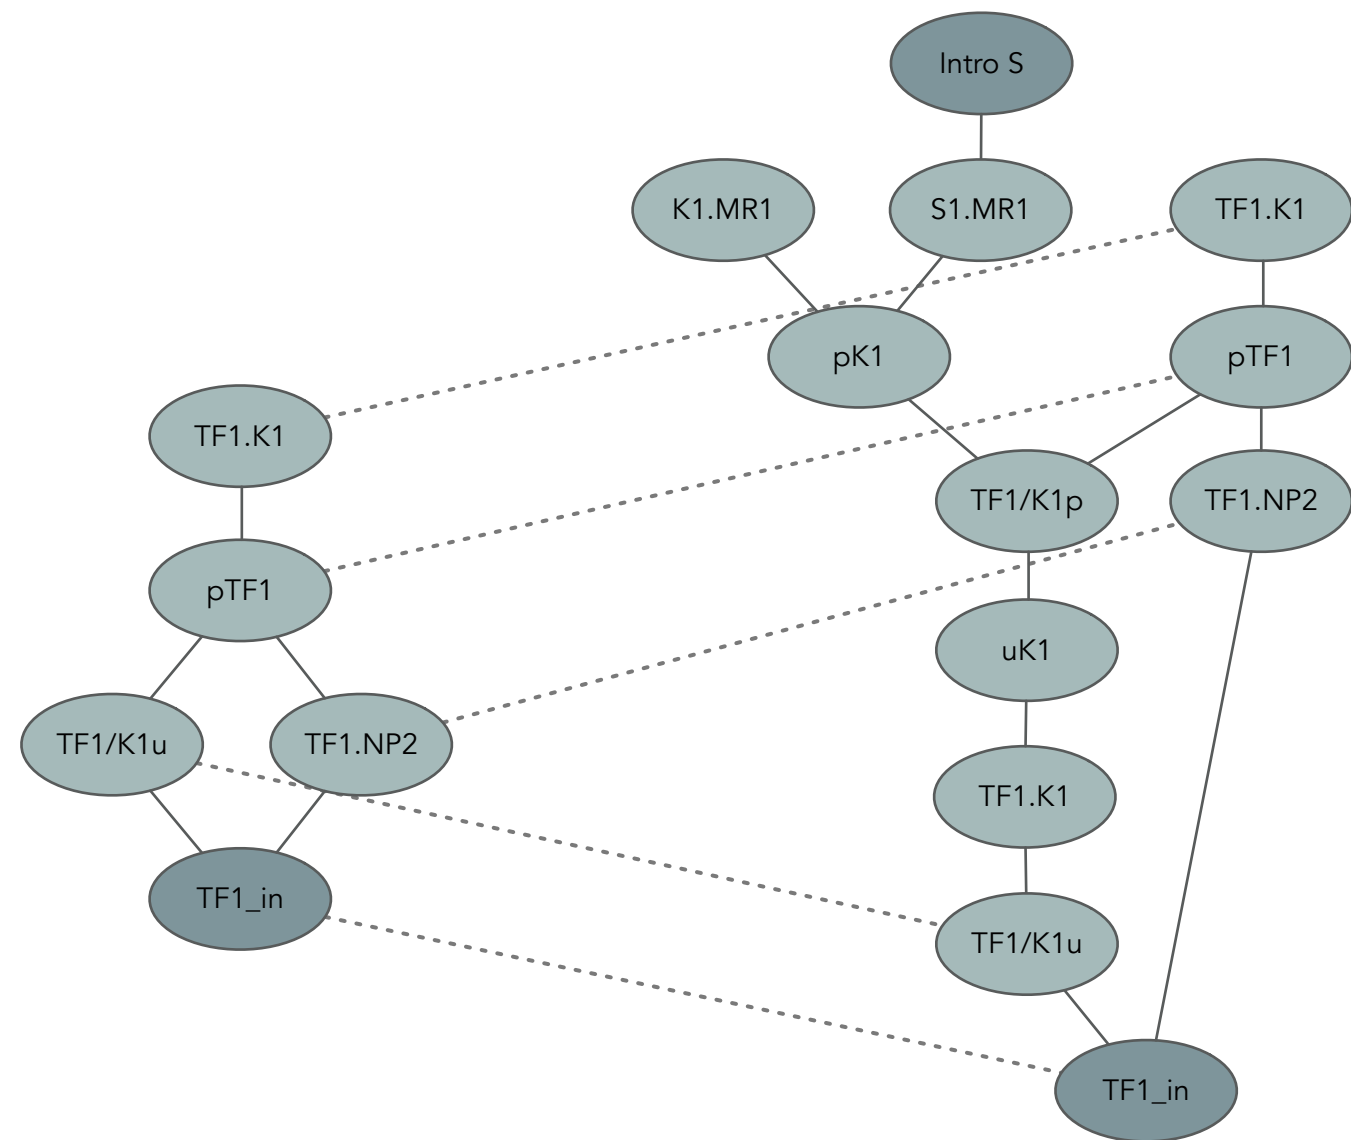 Intro S
K1.MR1
S1.MR1
TF1.K1
pK1
pTF1
TF1.K1
TF1/K1p
TF1.NP2
pTF1
uK1
TF1/K1u
TF1.NP2
TF1.K1
TF1_in
TF1/K1u
TF1_in